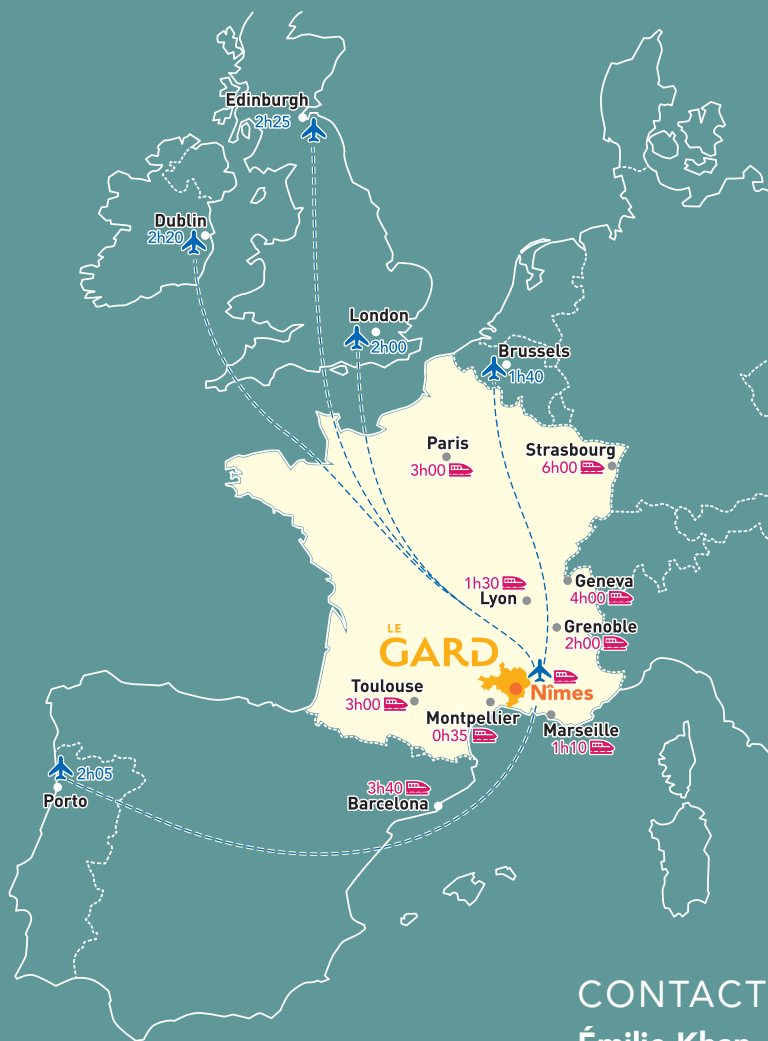 Edinburgh
2h25
Dublin
2h20
London
2h00
Brussels
1h40
Paris
3h00
Strasbourg
6h00
1h30
Lyon
Geneva
4h00
Grenoble
2h00
LE
GARD
Nîmes
Toulouse
3h00
Montpellier
0h35
Marseille
1h10
2h05
Porto
3h40
Barcelona
CONTACT